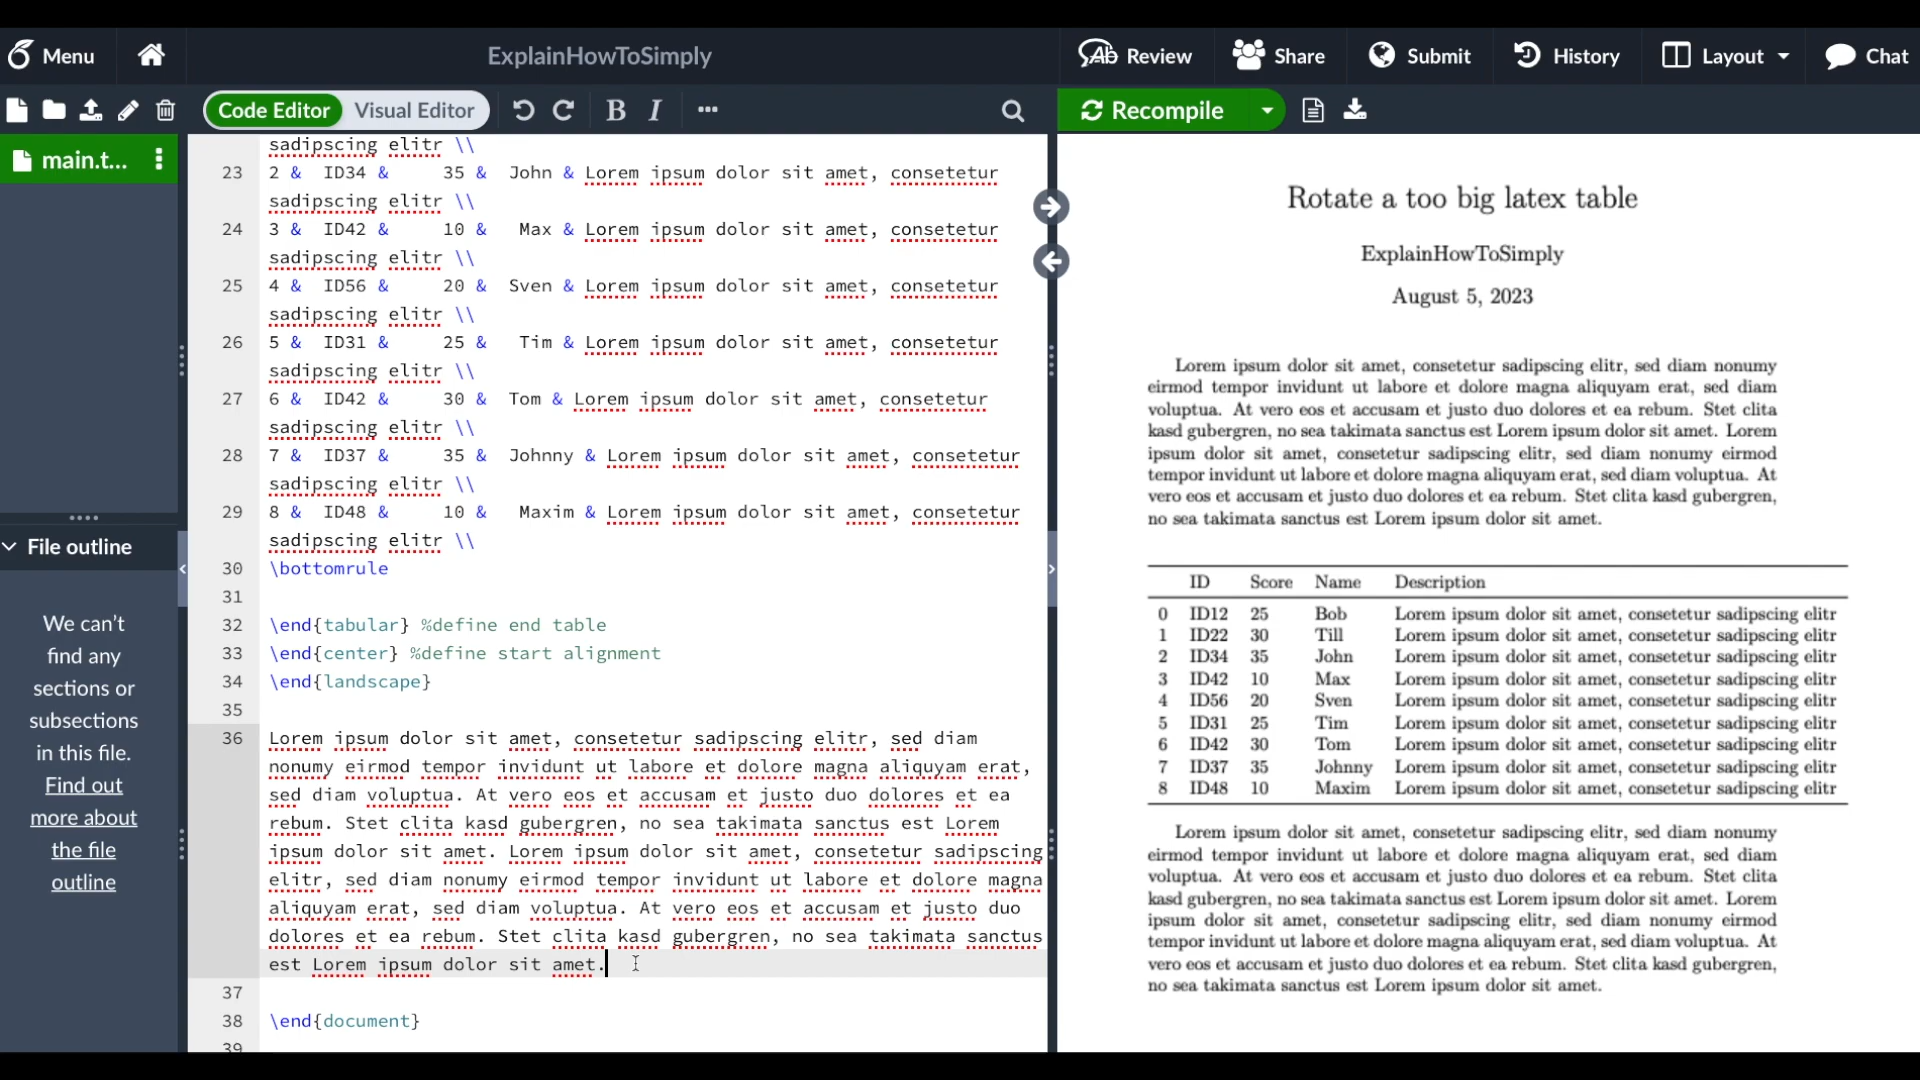 Menu
ExplainHowToSimply
Review
Share
Submit
History
Layout
Chat
Code Editor
Visual Editor
B I
Recompile
main.t...
File outline
We can't
find any
sections or
subsections
in this file.
Find out
more about
the file
outline
sadipscing elitr \\
23 2 & ID34 & 35 & John & Lorem ipsum dolor sit amet, consetetur
sadipscing elitr \\
24 3 & ID42 & 10 & Max & Lorem ipsum dolor sit amet, consetetur
sadipscing elitr \\
25 4 & ID56 & 20 & Sven & Lorem ipsum dolor sit amet, consetetur
sadipscing elitr \\
26 5 & ID31 & 25 & Tim & Lorem ipsum dolor sit amet, consetetur
sadipscing elitr \\
27 6 & ID42 & 30 & Tom & Lorem ipsum dolor sit amet, consetetur
sadipscing elitr \\
28 7 & ID37 & 35 & Johnny & Lorem ipsum dolor sit amet, consetetur
sadipscing elitr \\
29 8 & ID48 & 10 & Maxim & Lorem ipsum dolor sit amet, consetetur
sadipscing elitr \\
30 \bottomrule
31
32 \end{tabular} %define end table
33 \end{center} %define start alignment
34 \end{landscape}
35
36 Lorem ipsum dolor sit amet, consetetur sadipscing elitr, sed diam
nonumy eirmod tempor invidunt ut labore et dolore magna aliquyam erat,
sed diam voluptua. At vero eos et accusam et justo duo dolores et ea
rebum. Stet clita kasd gubergren, no sea takimata sanctus est Lorem
ipsum dolor sit amet. Lorem ipsum dolor sit amet, consetetur sadipscing
elitr, sed diam nonumy eirmod tempor invidunt ut labore et dolore magna
aliquyam erat, sed diam voluptua. At vero eos et accusam et justo duo
dolores et ea rebum. Stet clita kasd gubergren, no sea takimata sanctus
est Lorem ipsum dolor sit amet.
37
38 \end{document}
39
Rotate a too big latex table
ExplainHowToSimply
August 5, 2023
Lorem ipsum dolor sit amet, consetetur sadipscing elitr, sed diam nonumy
eirmod tempor invidunt ut labore et dolore magna aliquyam erat, sed diam
voluptua. At vero eos et accusam et justo duo dolores et ea rebum. Stet clita
kasd gubergren, no sea takimata sanctus est Lorem ipsum dolor sit amet. Lorem
ipsum dolor sit amet, consetetur sadipscing elitr, sed diam nonumy eirmod
tempor invidunt ut labore et dolore magna aliquyam erat, sed diam voluptua. At
vero eos et accusam et justo duo dolores et ea rebum. Stet clita kasd gubergren,
no sea takimata sanctus est Lorem ipsum dolor sit amet.
ID Score Name Description
0 ID12 25 Bob Lorem ipsum dolor sit amet, consetetur sadipscing elitr
1 ID22 30 Till Lorem ipsum dolor sit amet, consetetur sadipscing elitr
2 ID34 35 John Lorem ipsum dolor sit amet, consetetur sadipscing elitr
3 ID42 10 Max Lorem ipsum dolor sit amet, consetetur sadipscing elitr
4 ID56 20 Sven Lorem ipsum dolor sit amet, consetetur sadipscing elitr
5 ID31 25 Tim Lorem ipsum dolor sit amet, consetetur sadipscing elitr
6 ID42 30 Tom Lorem ipsum dolor sit amet, consetetur sadipscing elitr
7 ID37 35 Johnny Lorem ipsum dolor sit amet, consetetur sadipscing elitr
8 ID48 10 Maxim Lorem ipsum dolor sit amet, consetetur sadipscing elitr
Lorem ipsum dolor sit amet, consetetur sadipscing elitr, sed diam nonumy
eirmod tempor invidunt ut labore et dolore magna aliquyam erat, sed diam
voluptua. At vero eos et accusam et justo duo dolores et ea rebum. Stet clita
kasd gubergren, no sea takimata sanctus est Lorem ipsum dolor sit amet. Lorem
ipsum dolor sit amet, consetetur sadipscing elitr, sed diam nonumy eirmod
tempor invidunt ut labore et dolore magna aliquyam erat, sed diam voluptua. At
vero eos et accusam et justo duo dolores et ea rebum. Stet clita kasd gubergren,
no sea takimata sanctus est Lorem ipsum dolor sit amet.